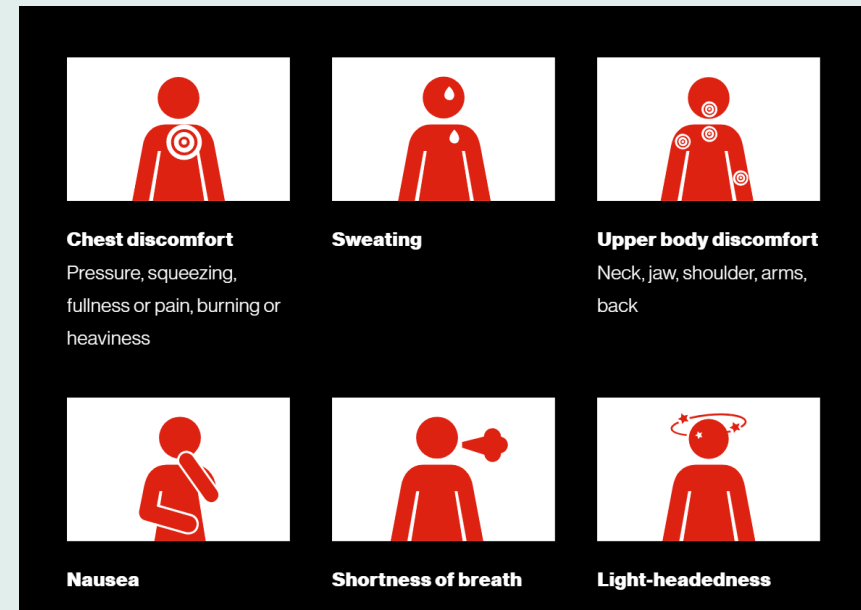 Chest discomfort
Pressure, squeezing,
fullness or pain, burning or
heaviness
Sweating
Upper body discomfort
Neck, jaw, shoulder, arms,
back
Nausea
Shortness of breath
Light-headedness